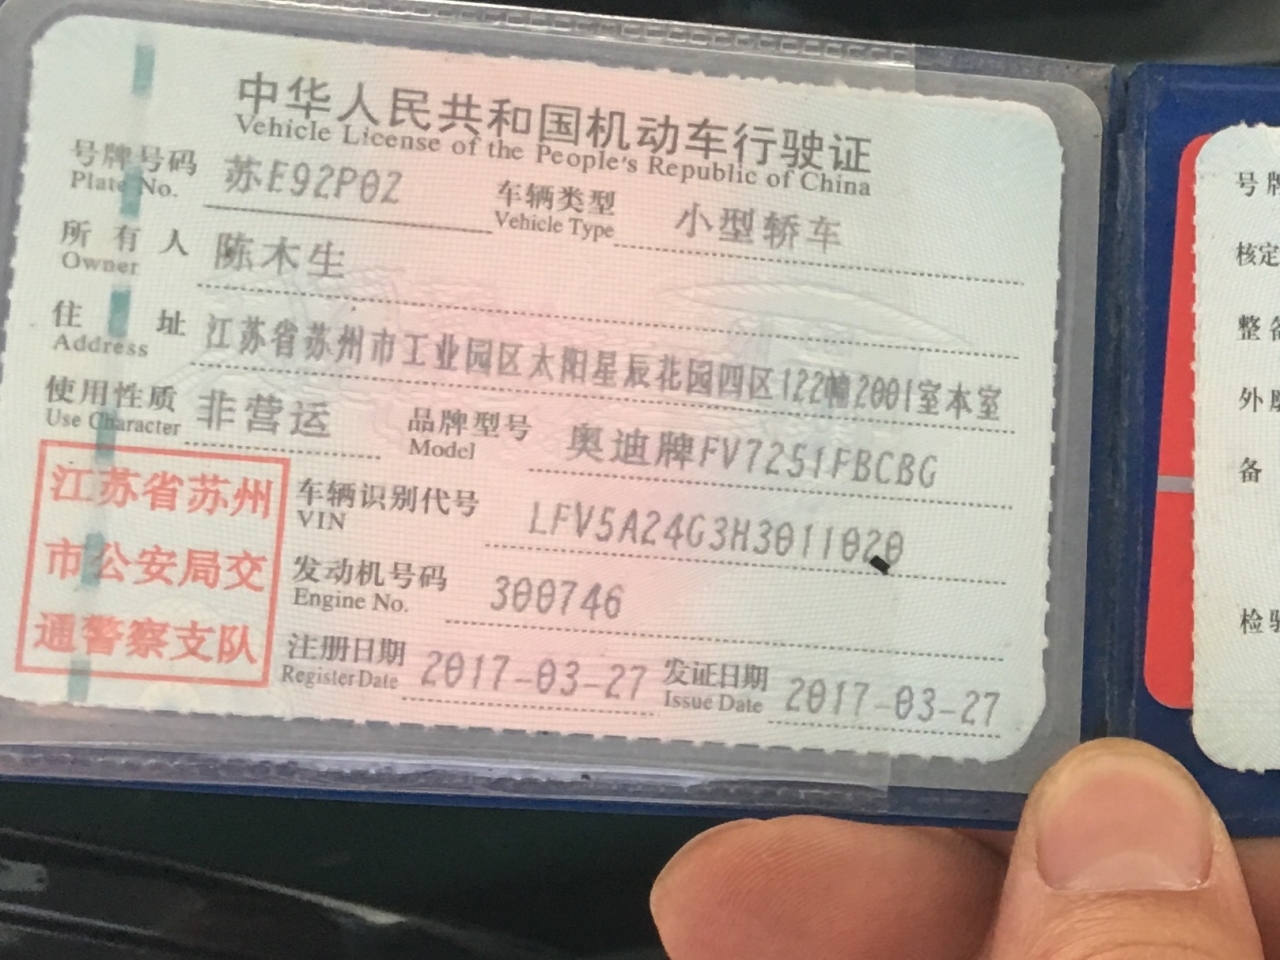 中华人民共和国机动车行驶证
Vehicle License of the People's Republic of China
号牌号码 苏E92P02 车辆类型 小型轿车
Plate No. Vehicle Type
所有人 陈木生
Owner
住址 江苏省苏州市工业园区太阳星辰花园四区122幢2001室本室
Address
使用性质 非营运 品牌型号 奥迪牌FV7251FBCBG
Use Character Model
江苏省苏州
市公安局交
通警察支队
车辆识别代号 LFV5A24G3H3011020
VIN
发动机号码 300746
Engine No.
注册日期 2017-03-27 发证日期 2017-03-27
Register Date Issue Date
号牌
核定
整备
外廓
备
检验